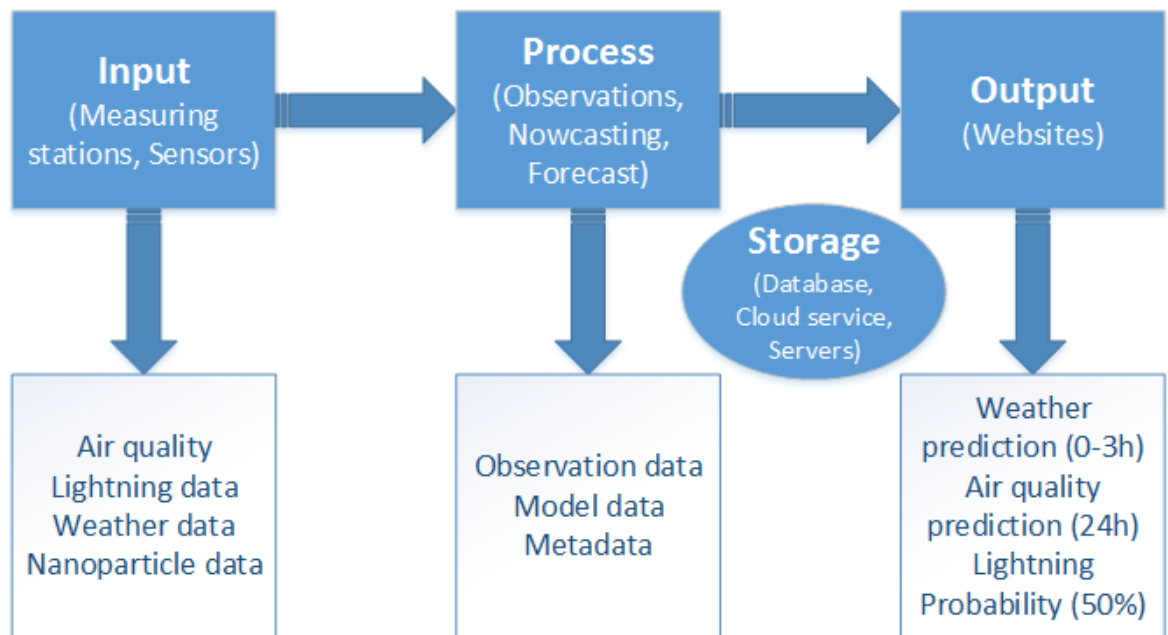 Input
(Measuring
stations, Sensors)
Process
(Observations,
Nowcasting,
Forecast)
Output
(Websites)
Storage
(Database,
Cloud service,
Servers)
Air quality
Lightning data
Weather data
Nanoparticle data
Observation data
Model data
Metadata
Weather
prediction (0-3h)
Air quality
prediction (24h)
Lightning
Probability (50%)